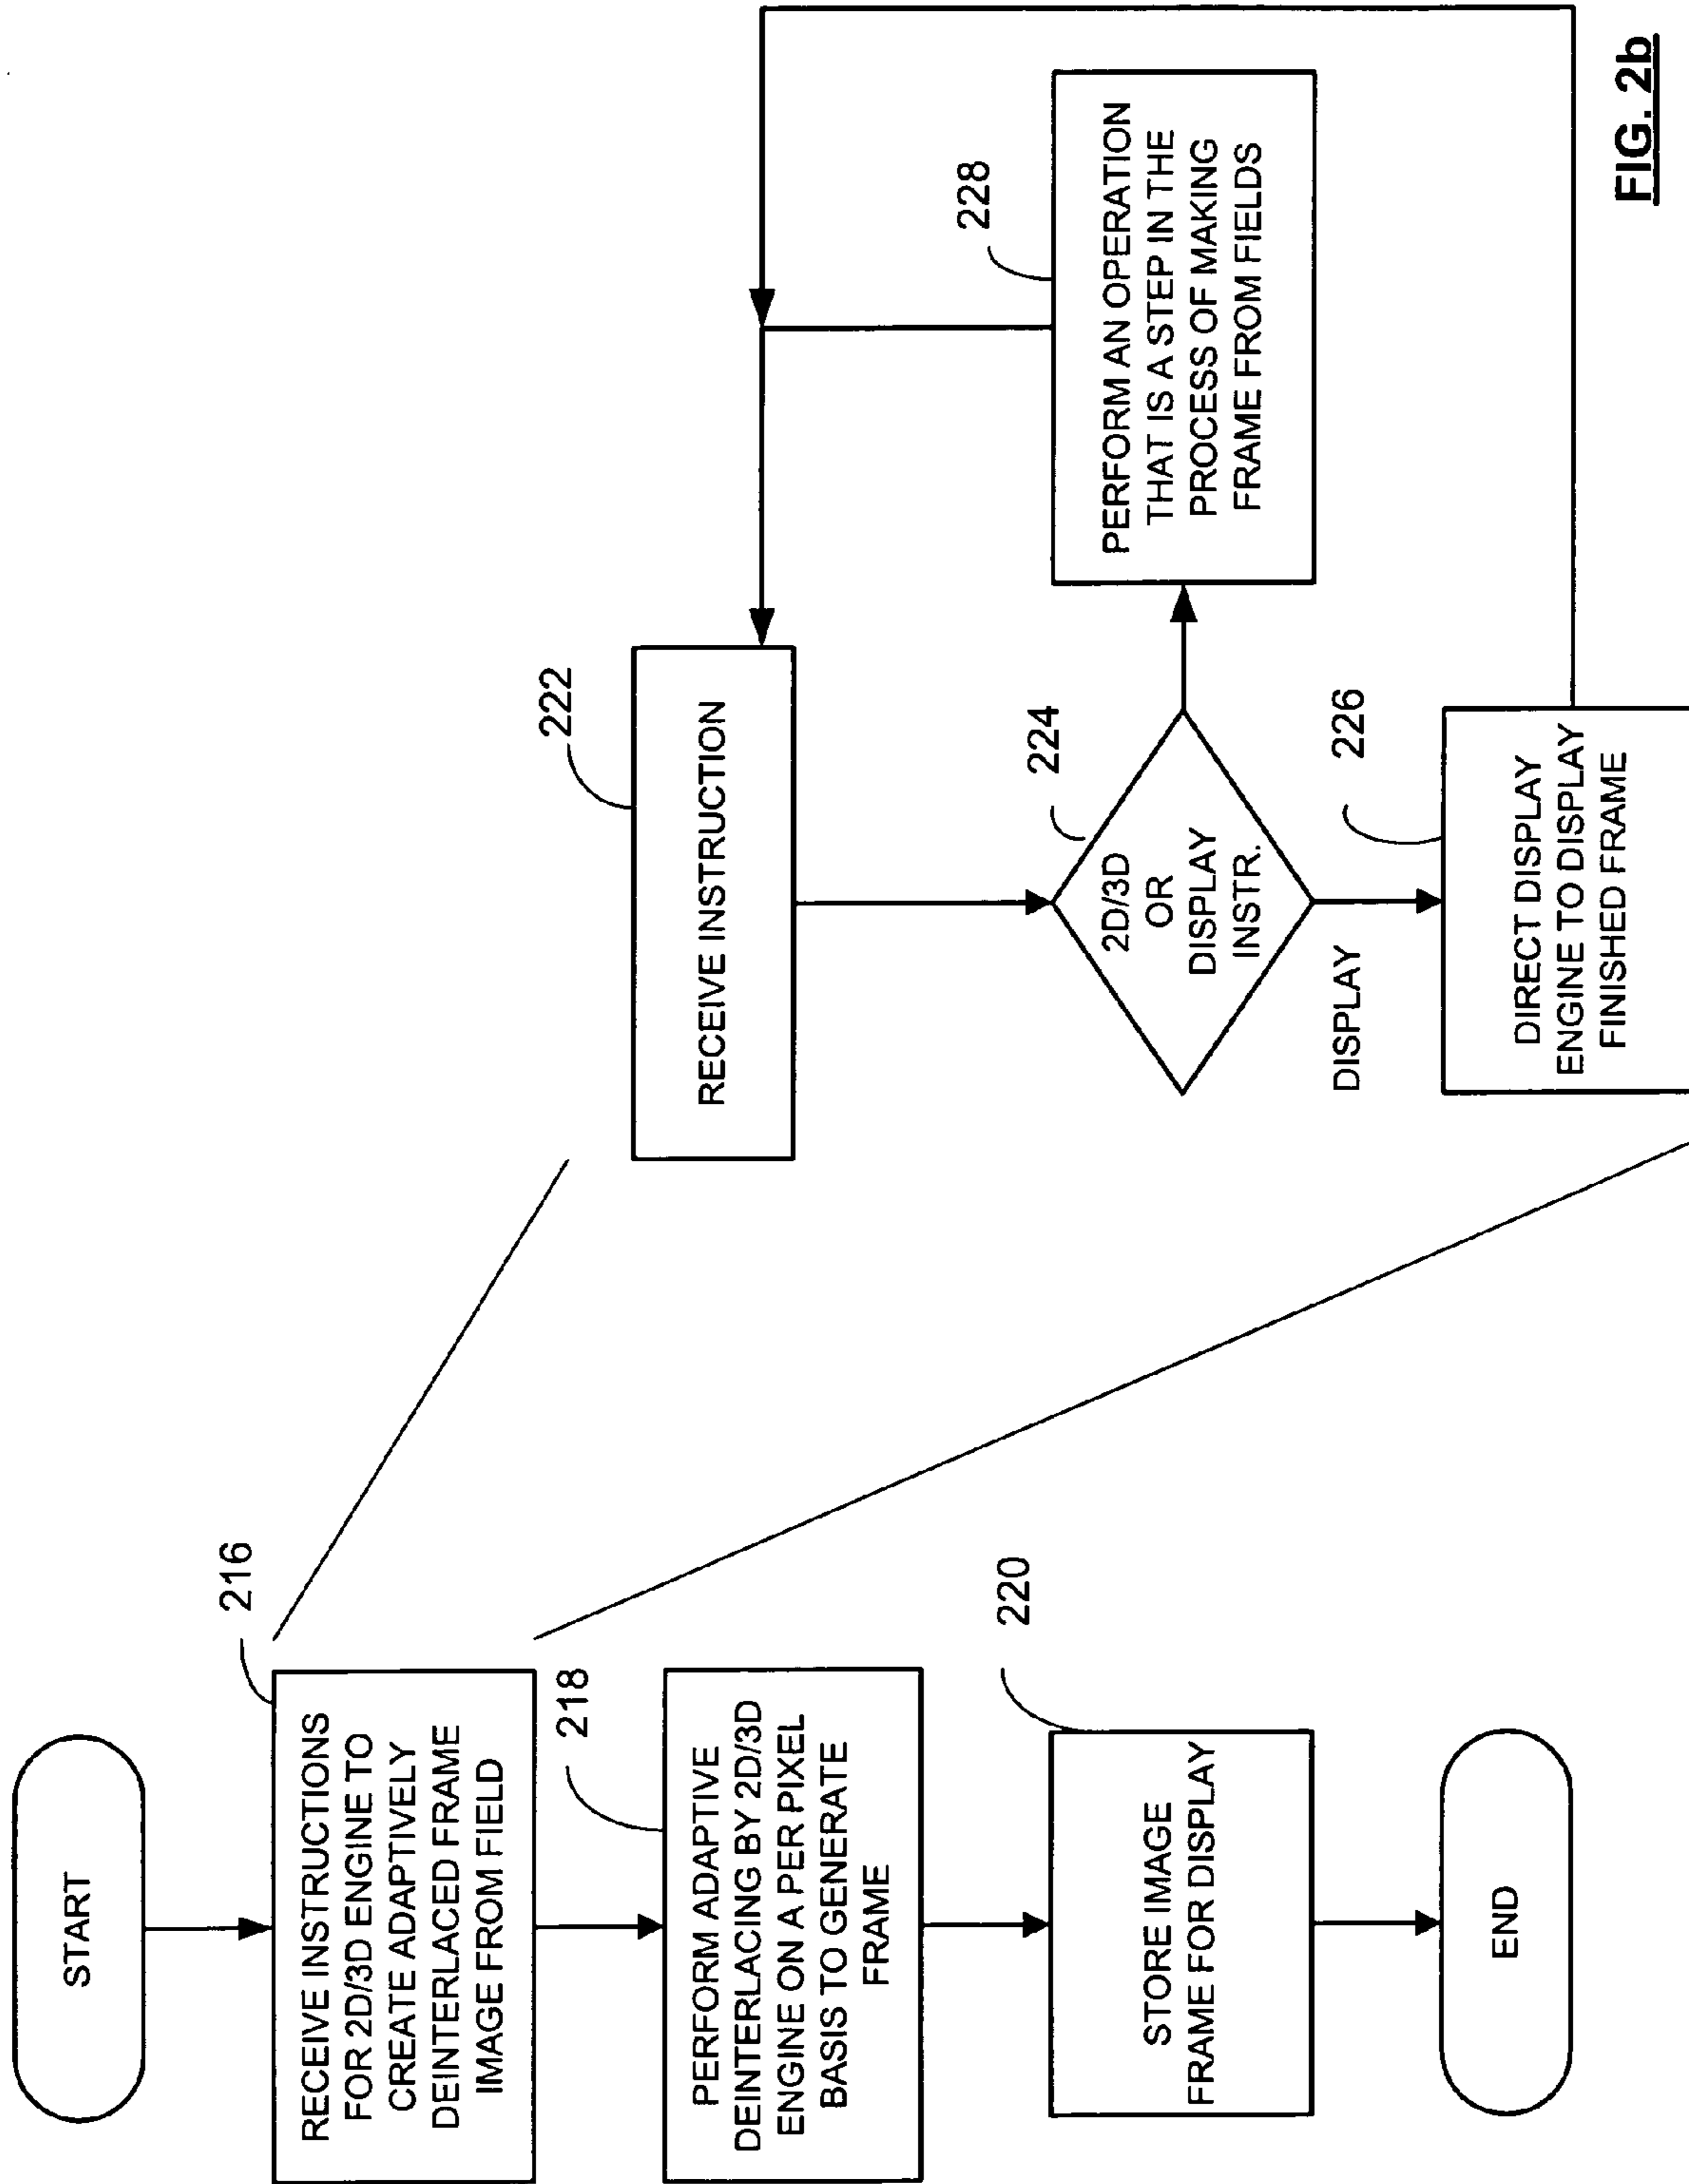 START
216
RECEIVE INSTRUCTIONS
FOR 2D/3D ENGINE TO
CREATE ADAPTIVELY
DEINTERLACED FRAME
IMAGE FROM FIELD
218
PERFORM ADAPTIVE
DEINTERLACING BY 2D/3D
ENGINE ON A PER PIXEL
BASIS TO GENERATE
FRAME
220
STORE IMAGE
FRAME FOR DISPLAY
END
222
RECEIVE INSTRUCTION
224
2D/3D
OR
DISPLAY
INSTR.
DISPLAY
226
DIRECT DISPLAY
ENGINE TO DISPLAY
FINISHED FRAME
228
PERFORM AN OPERATION
THAT IS A STEP IN THE
PROCESS OF MAKING
FRAME FROM FIELDS
FIG. 2b